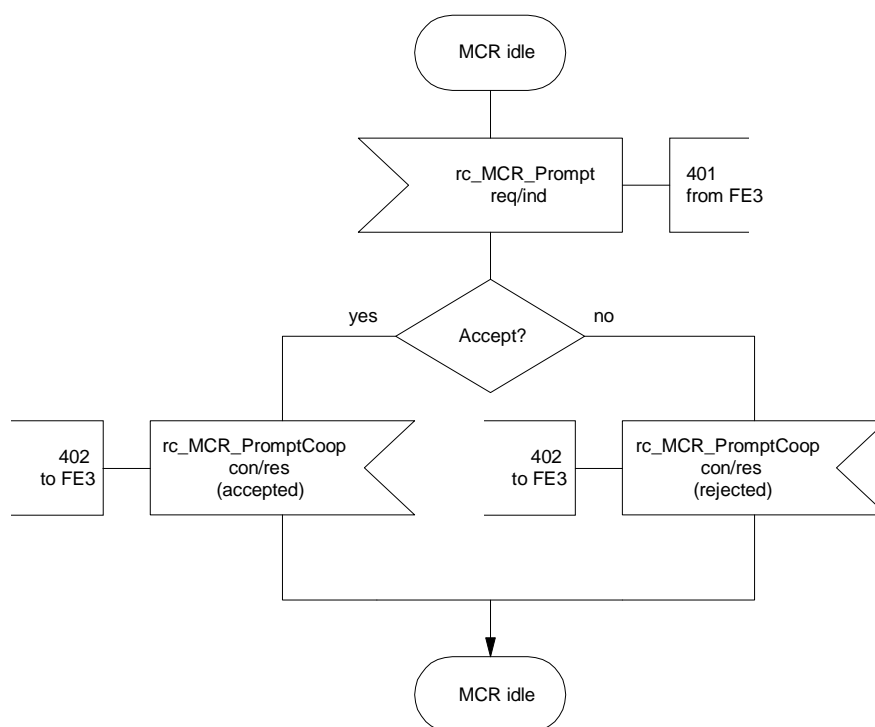 MCR idle
rc_MCR_Prompt
req/ind
401
from FE3
yes
Accept?
no
402
to FE3
rc_MCR_PromptCoop
con/res
(accepted)
402
to FE3
rc_MCR_PromptCoop
con/res
(rejected)
MCR idle